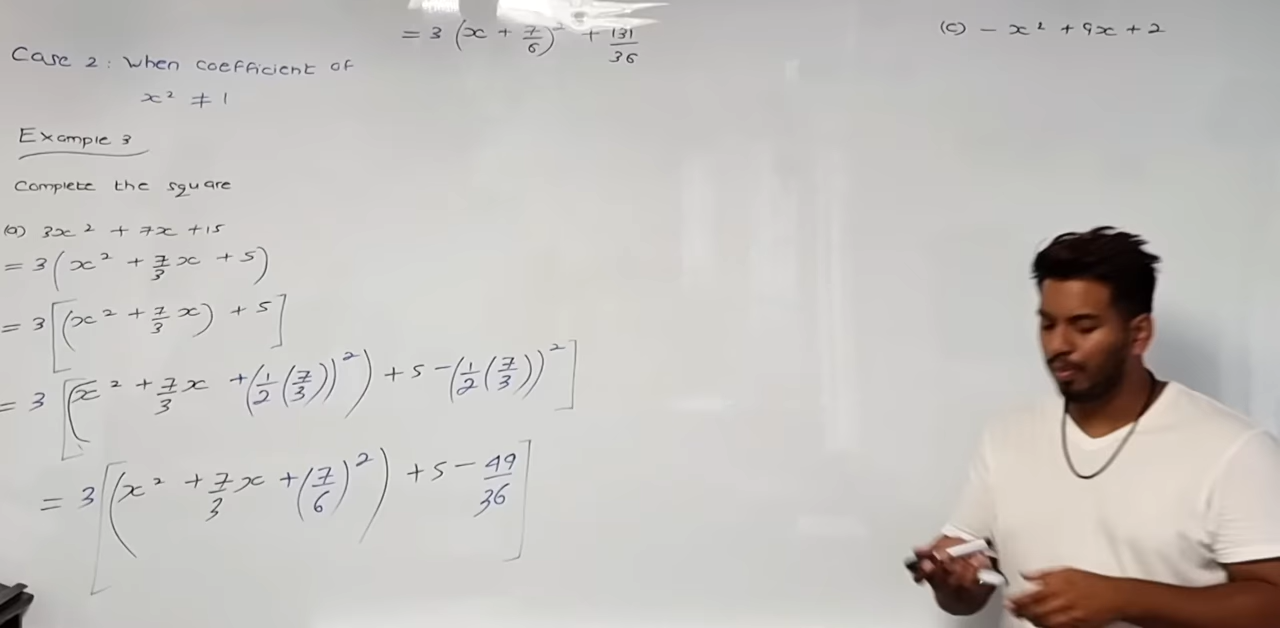 Case 2: when coefficient of
x² ≠ 1
Example 3
Complete the square
(a) 3x² + 7x + 15
= 3(x² + 7/3 x + 5)
= 3[(x² + 7/3 x) + 5]
= 3[(x² + 7/3 x + (1/2 (7/3))²) + 5 - (1/2 (7/3))²]
= 3[(x² + 7/3 x + (7/6)²) + 5 - 49/36]
= 3 (x + 7/6)² + 131/36
(c) - x² + 9x + 2